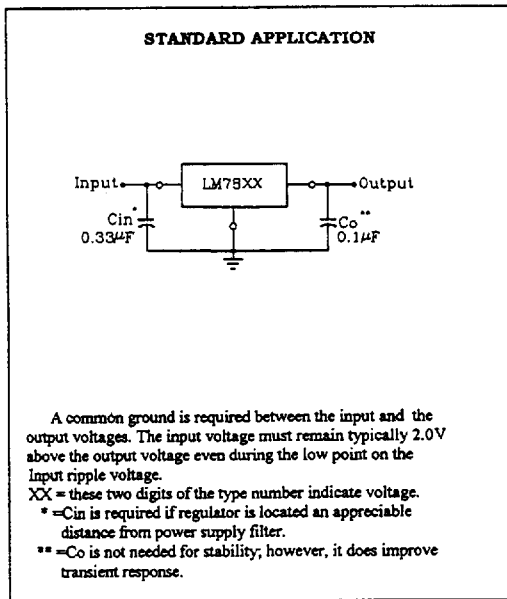 STANDARD APPLICATION
Input
LM78XX
Output
Cin*
0.33μF
Co**
0.1μF
A common ground is required between the input and the
output voltages. The input voltage must remain typically 2.0V
above the output voltage even during the low point on the
Input ripple voltage.
XX = these two digits of the type number indicate voltage.
* =Cin is required if regulator is located an appreciable
distance from power supply filter.
** =Co is not needed for stability; however, it does improve
transient response.